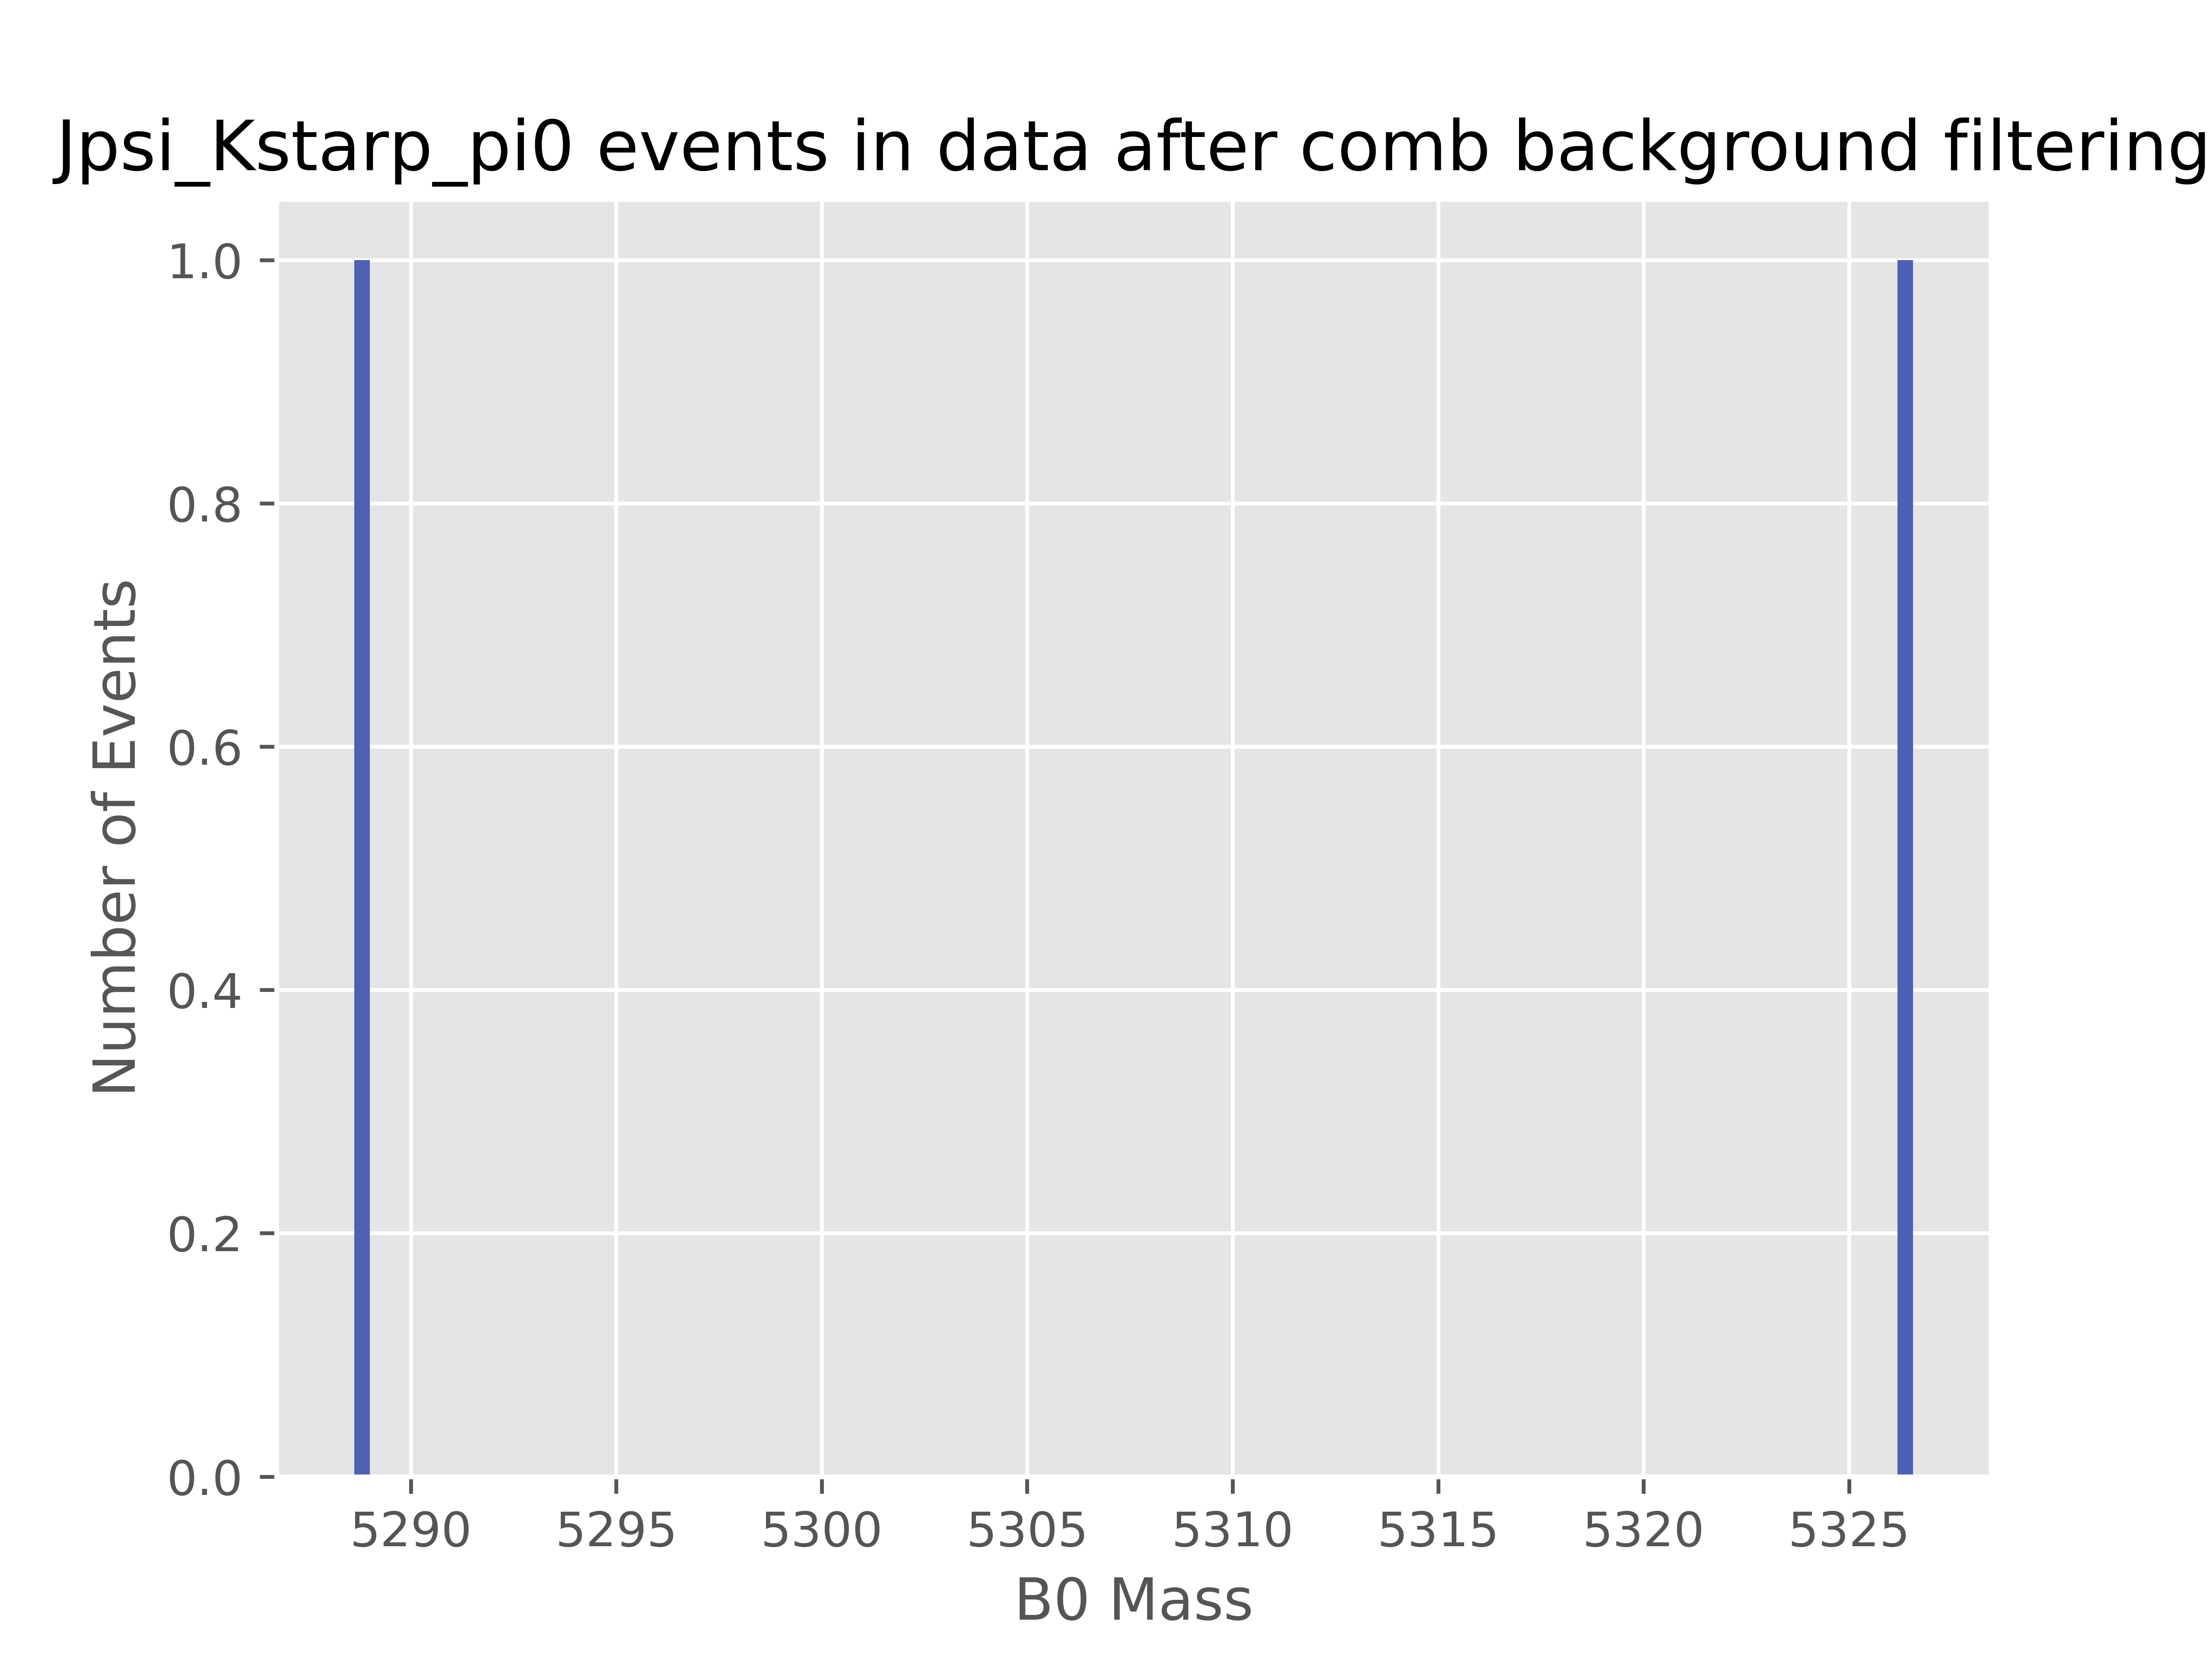 Jpsi_Kstarp_pi0 events in data after comb background filtering
1.0
0.8
0.6
0.4
0.2
0.0
Number of Events
5290 5295 5300 5305 5310 5315 5320 5325
B0 Mass